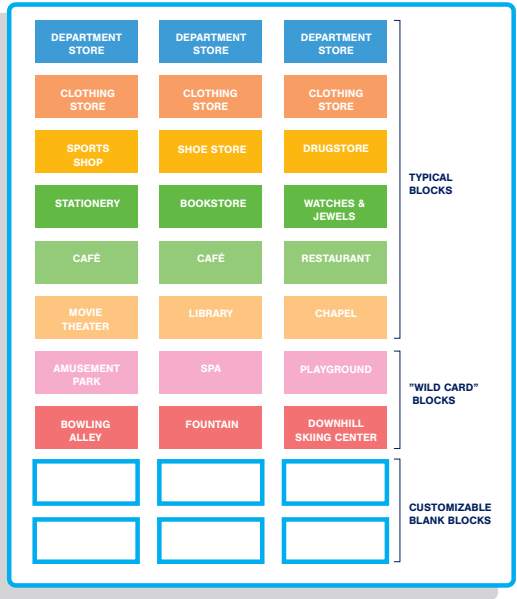 DEPARTMENT
STORE
DEPARTMENT
STORE
DEPARTMENT
STORE
CLOTHING
STORE
CLOTHING
STORE
CLOTHING
STORE
SPORTS
SHOP
SHOE STORE
DRUGSTORE
TYPICAL
BLOCKS
STATIONERY
BOOKSTORE
WATCHES &
JEWELS
CAFÉ
CAFÉ
RESTAURANT
MOVIE
THEATER
LIBRARY
CHAPEL
AMUSEMENT
PARK
SPA
PLAYGROUND
"WILD CARD"
BLOCKS
BOWLING
ALLEY
FOUNTAIN
DOWNHILL
SKIING CENTER
CUSTOMIZABLE
BLANK BLOCKS